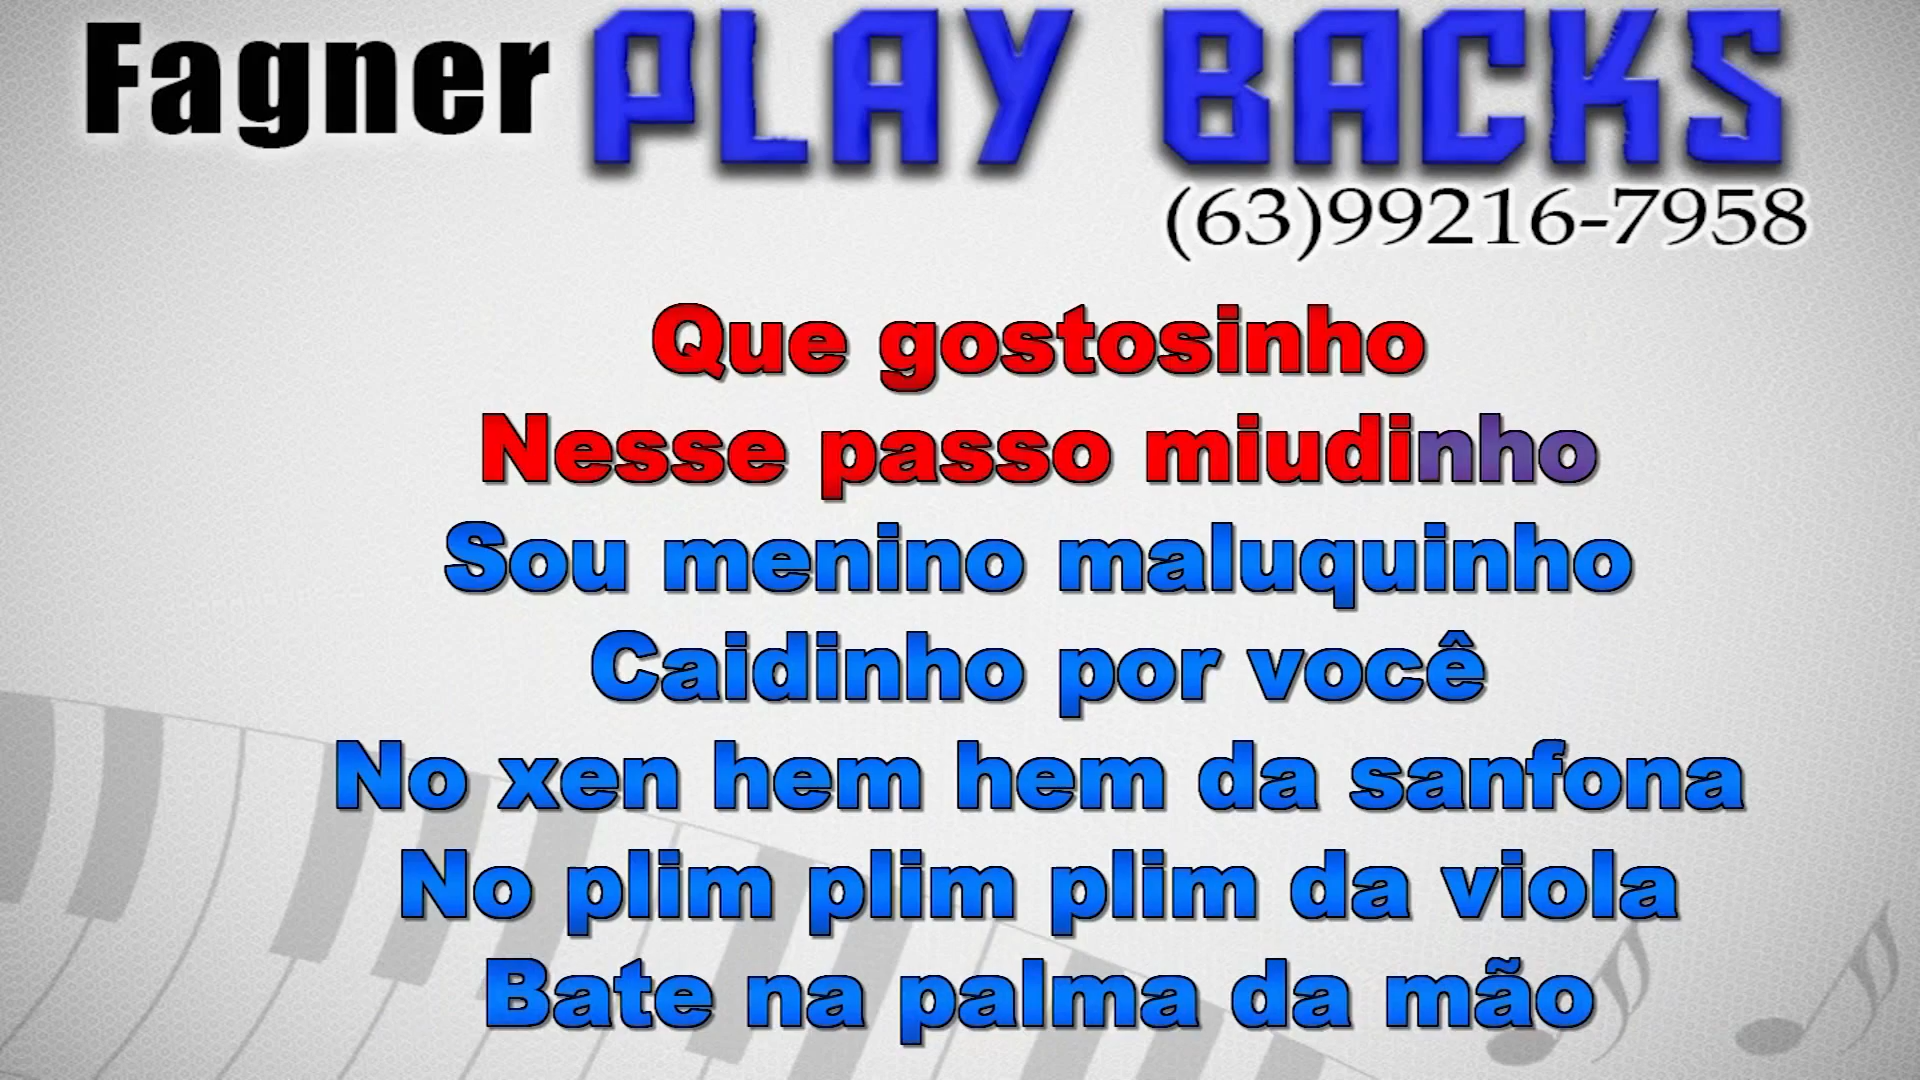 Fagner PLAY BACKS
(63)99216-7958
Que gostosinho
Nesse passo miudinho
Sou menino maluquinho
Caidinho por você
No xen hem hem da sanfona
No plim plim plim da viola
Bate na palma da mão